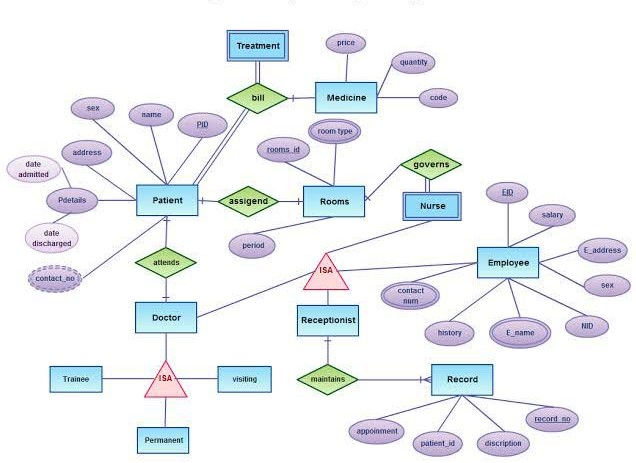 Treatment
price
quantity
bill
Medicine
code
sex
name
PID
room type
rooms_id
address
governs
date
admitted
Pdetails
Patient
assigend
Rooms
Nurse
EID
salary
date
discharged
period
E_address
attends
ISA
Employee
contact_no
sex
contact
num
Doctor
Receptionist
history
E_name
NID
Trainee
ISA
visiting
maintains
Record
Permanent
appoinment
patient_id
discription
record_no